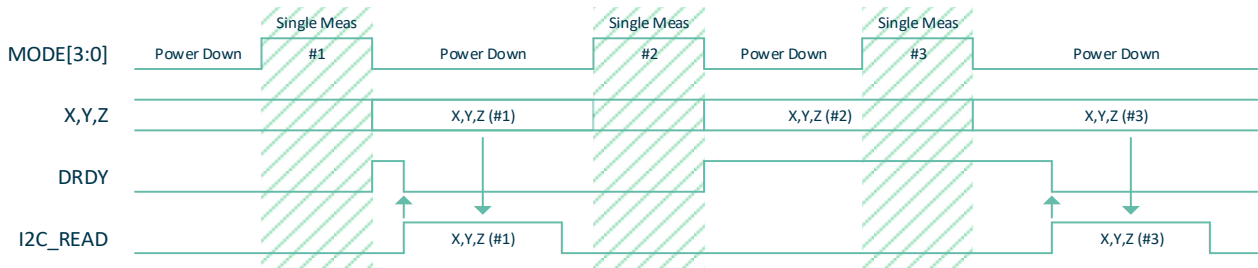 Single Meas Single Meas Single Meas
MODE[3:0] Power Down #1 Power Down #2 Power Down #3 Power Down
X,Y,Z X,Y,Z (#1) X,Y,Z (#2) X,Y,Z (#3)
DRDY
I2C_READ X,Y,Z (#1) X,Y,Z (#3)